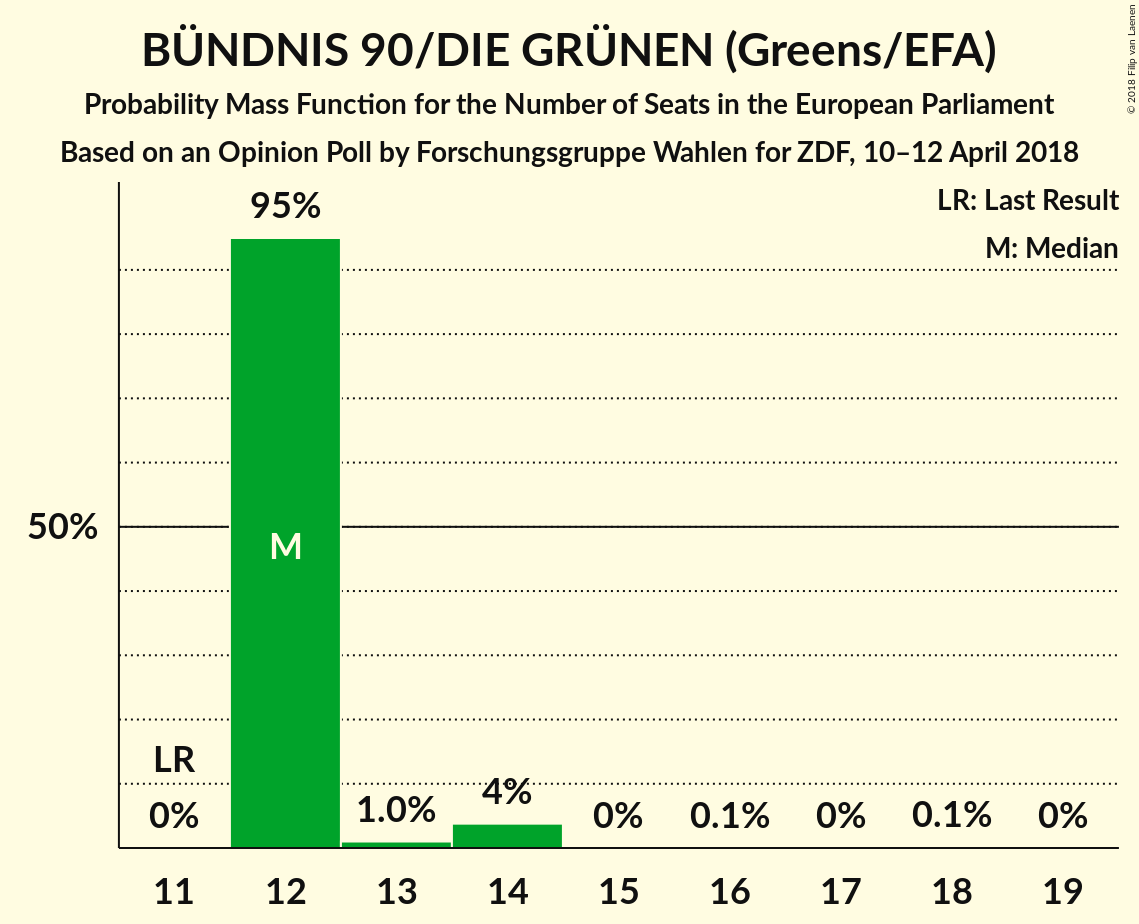 BÜNDNIS 90/DIE GRÜNEN (Greens/EFA)
Probability Mass Function for the Number of Seats in the European Parliament
Based on an Opinion Poll by Forschungsgruppe Wahlen for ZDF, 10–12 April 2018
© 2018 Filip van Laenen
LR: Last Result
M: Median
95%
50%
M
LR
0% 1.0% 4% 0% 0.1% 0% 0.1% 0%
11 12 13 14 15 16 17 18 19